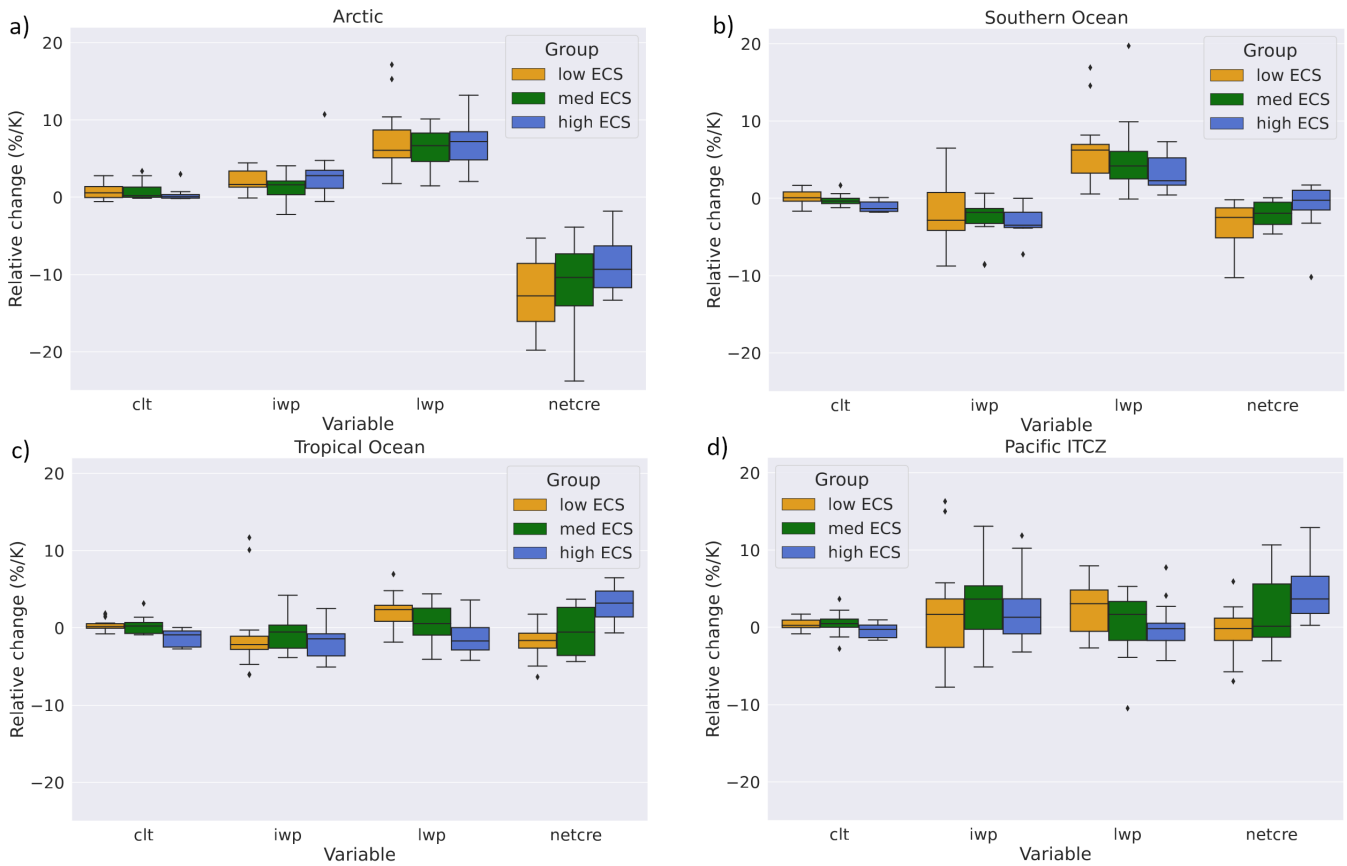 a)
Arctic
Relative change (%/K)
20
10
0
−10
−20
Group
low ECS
med ECS
high ECS
clt iwp lwp netcre
Variable
b)
Southern Ocean
Relative change (%/K)
20
10
0
−10
−20
Group
low ECS
med ECS
high ECS
clt iwp lwp netcre
Variable
c)
Tropical Ocean
Relative change (%/K)
20
10
0
−10
−20
Group
low ECS
med ECS
high ECS
clt iwp lwp netcre
Variable
d)
Pacific ITCZ
Relative change (%/K)
20
10
0
−10
−20
Group
low ECS
med ECS
high ECS
clt iwp lwp netcre
Variable